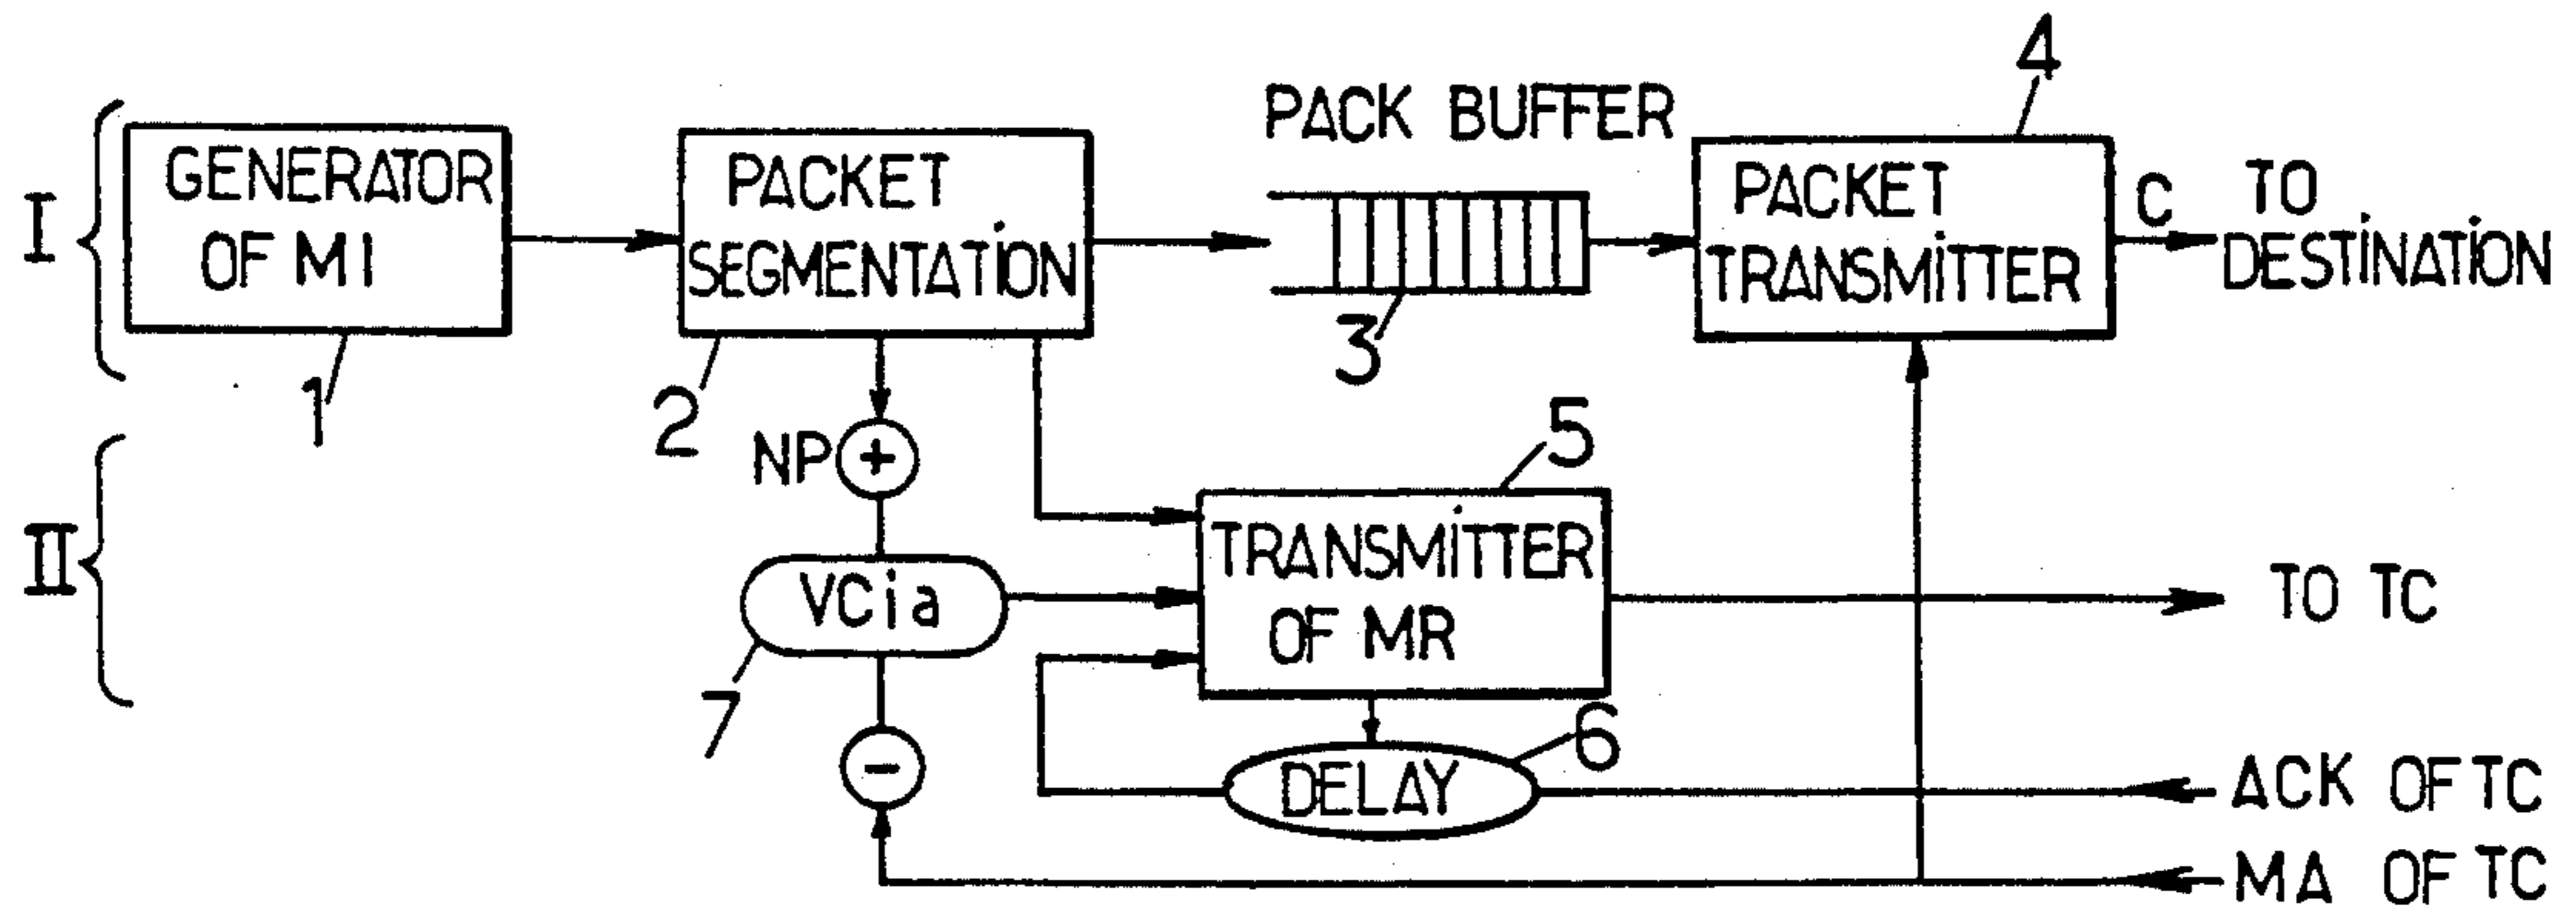 I
GENERATOR
OF MI
1
PACKET
SEGMENTATION
2
PACK BUFFER
3
PACKET
TRANSMITTER
4
C
TO
DESTINATION
II
NP
+
VCia
7
-
TRANSMITTER
OF MR
5
DELAY
6
TO TC
ACK OF TC
MA OF TC